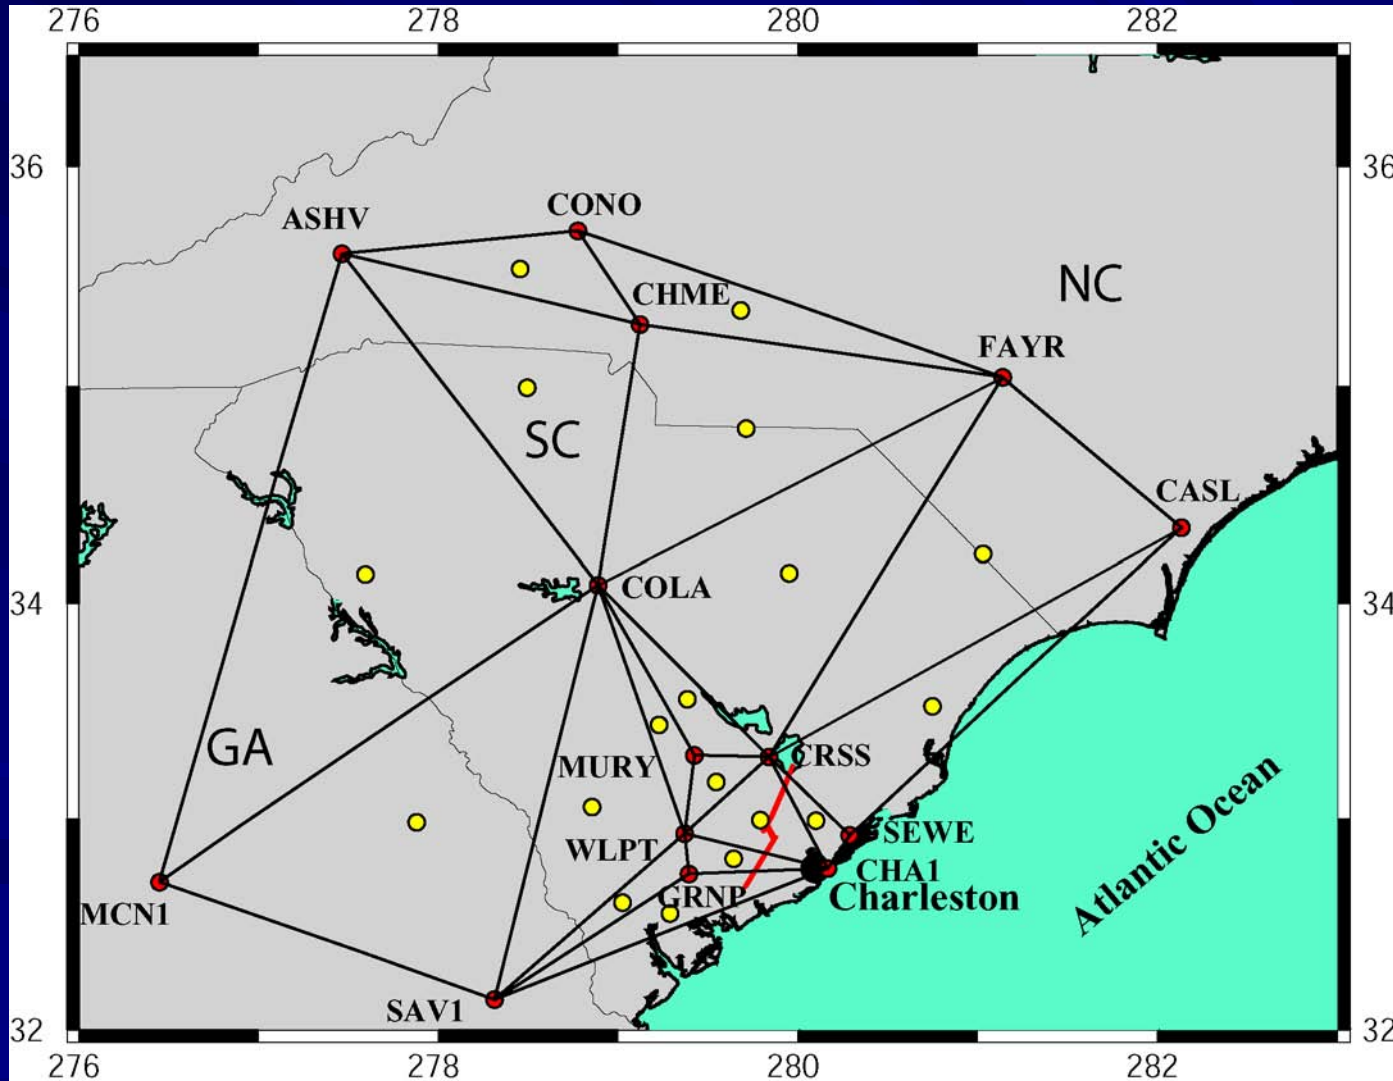 276 278 280 282
36 36
CONO
ASHV
NC
CHME
FAYR
SC
CASL
COLA
34 34
GA
MURY CRSS
WLPT SEWE
CHA1
GRNP Charleston
MCN1
Atlantic Ocean
SAV1
32 32
276 278 280 282